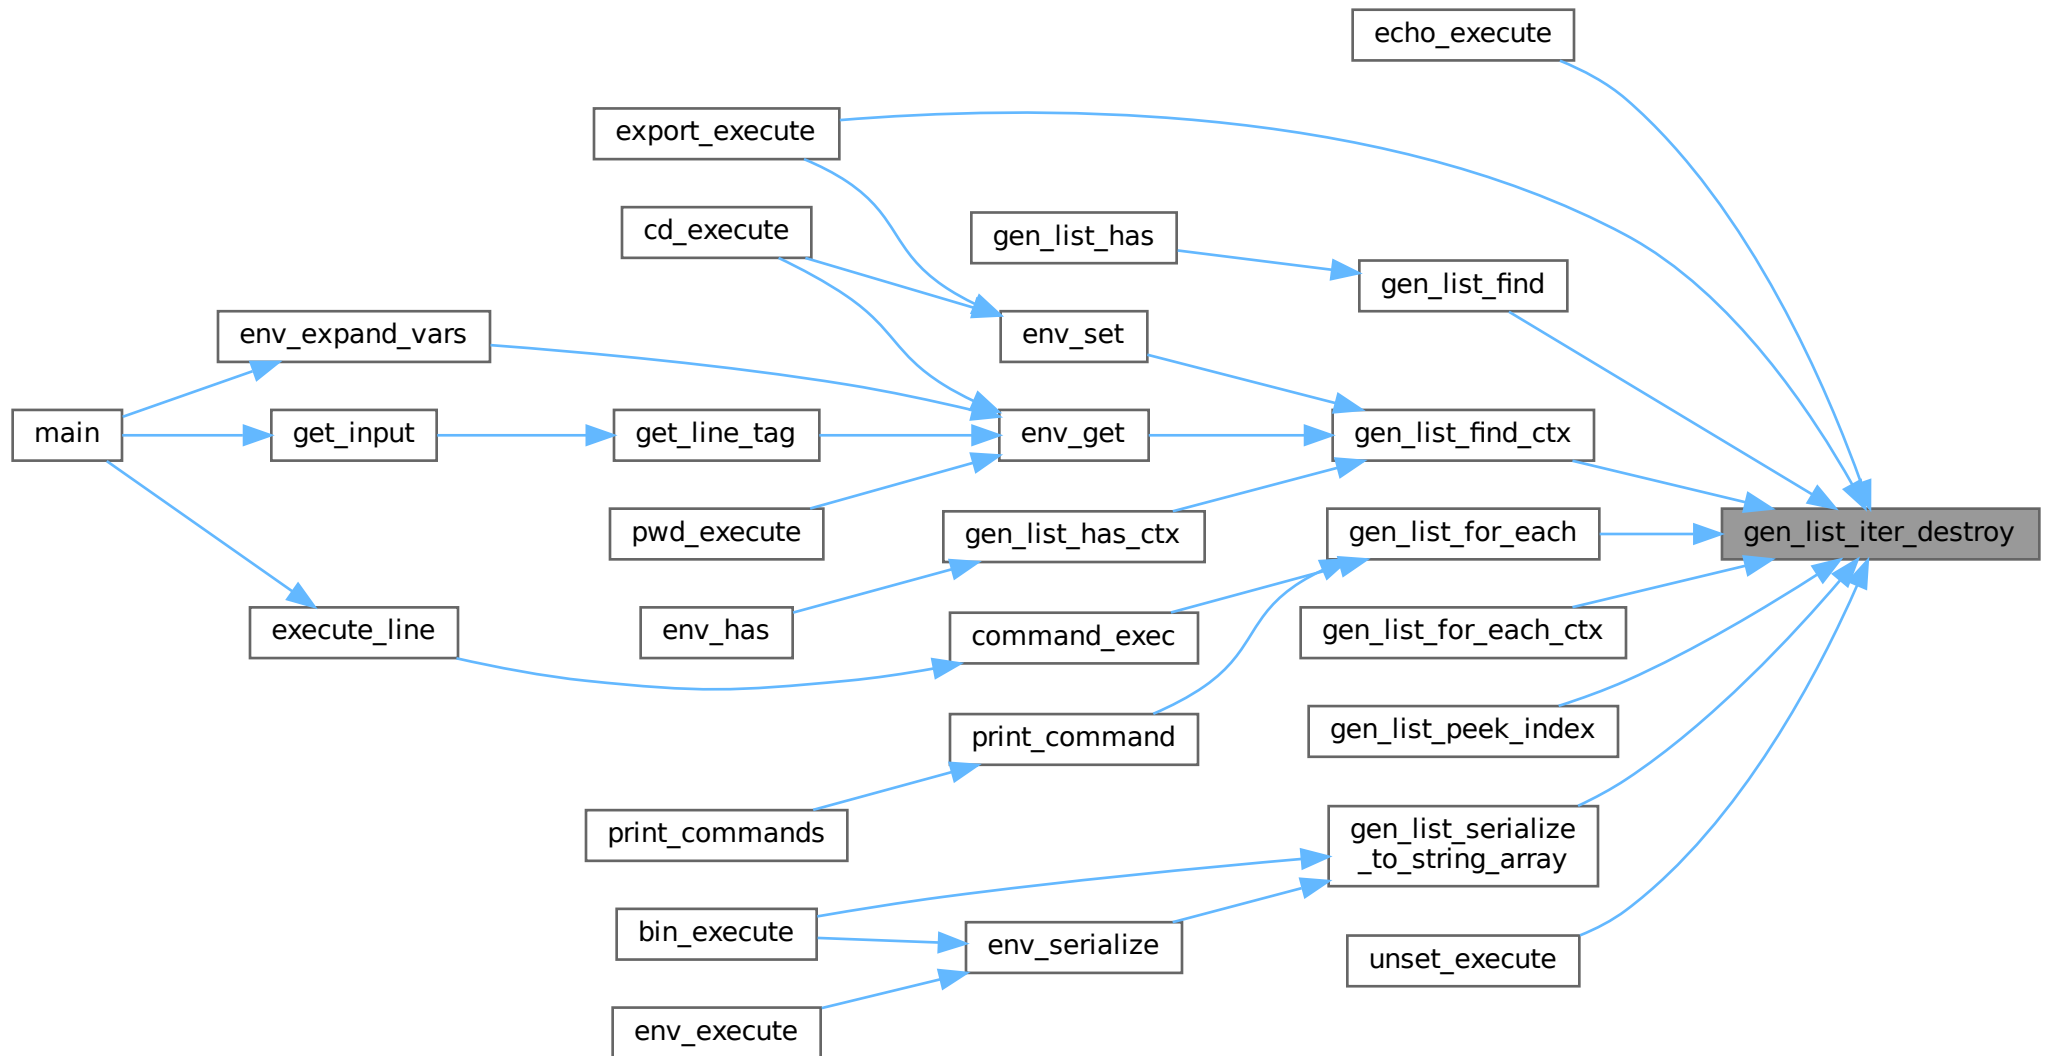 echo_execute
export_execute
cd_execute
gen_list_has
gen_list_find
env_expand_vars
env_set
main
get_input
get_line_tag
env_get
gen_list_find_ctx
pwd_execute
gen_list_has_ctx
gen_list_for_each
gen_list_iter_destroy
execute_line
env_has
command_exec
gen_list_for_each_ctx
print_command
gen_list_peek_index
print_commands
gen_list_serialize
_to_string_array
bin_execute
env_serialize
unset_execute
env_execute